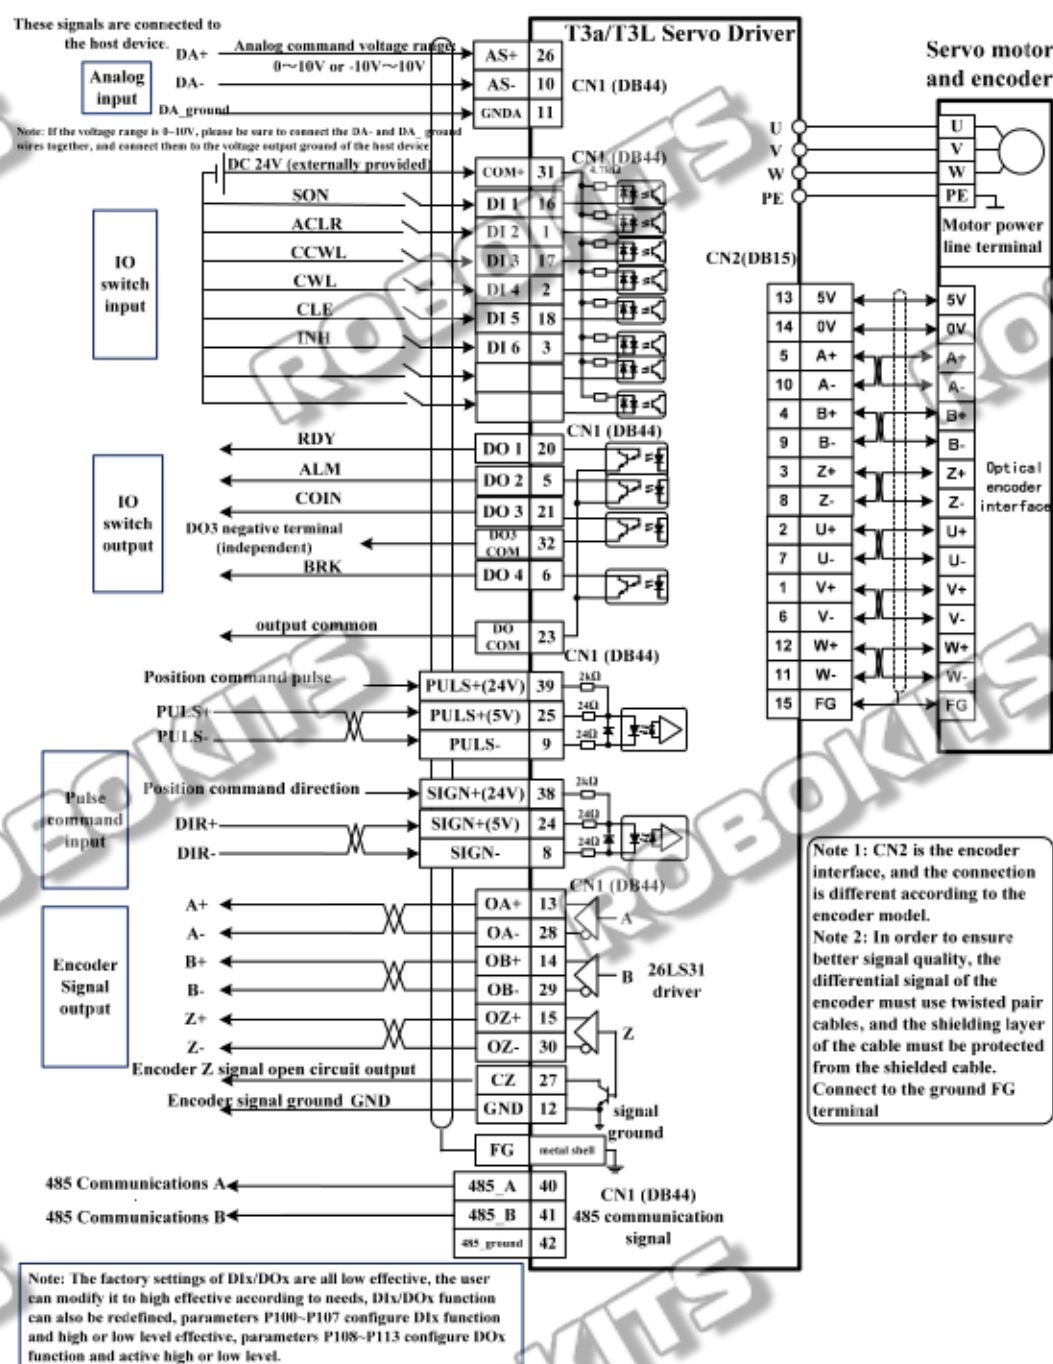 These signals are connected to
the host device.
T3a/T3L Servo Driver
Servo motor
and encoder
Analog
input
DA+
Analog command voltage range:
0～10V or -10V～10V
DA-
DA_ground
AS+ 26
AS- 10
GNDA 11
CN1 (DB44)
Note: If the voltage range is 0~10V, please be sure to connect the DA- and DA_ ground
wires together, and connect them to the voltage output ground of the host device
DC 24V (externally provided)
COM+ 31
CN1 (DB44)
4.7kΩ
IO
switch
input
SON
ACLR
CCWL
CWL
CLE
INH
DI 1 16
DI 2 1
DI 3 17
DI 4 2
DI 5 18
DI 6 3
U
V
W
PE
U
V
W
PE
Motor power
line terminal
CN2(DB15)
13 5V 5V
14 0V 0V
5 A+ A+
10 A- A-
4 B+ B+
9 B- B-
3 Z+ Z+
8 Z- Z-
2 U+ U+
7 U- U-
1 V+ V+
6 V- V-
12 W+ W+
11 W- W-
15 FG FG
Optical
encoder
interface
CN1 (DB44)
IO
switch
output
RDY
ALM
COIN
DO3 negative terminal
(independent)
BRK
output common
DO 1 20
DO 2 5
DO 3 21
DO3
COM 32
DO 4 6
DO
COM 23
CN1 (DB44)
Pulse
command
input
Position command pulse
PULS+
PULS-
PULS+(24V) 39
PULS+(5V) 25
PULS- 9
2kΩ
24Ω
24Ω
Position command direction
DIR+
DIR-
SIGN+(24V) 38
SIGN+(5V) 24
SIGN- 8
2kΩ
24Ω
24Ω
CN1 (DB44)
Encoder
Signal
output
A+
A-
B+
B-
Z+
Z-
OA+ 13
OA- 28
OB+ 14
OB- 29
OZ+ 15
OZ- 30
A
B
Z
26LS31
driver
Encoder Z signal open circuit output
CZ 27
Encoder signal ground GND
GND 12
signal
ground
FG metal shell
485 Communications A
485 Communications B
485_A 40
485_B 41
485_ground 42
CN1 (DB44)
485 communication
signal
Note 1: CN2 is the encoder
interface, and the connection
is different according to the
encoder model.
Note 2: In order to ensure
better signal quality, the
differential signal of the
encoder must use twisted pair
cables, and the shielding layer
of the cable must be protected
from the shielded cable.
Connect to the ground FG
terminal
Note: The factory settings of DIx/DOx are all low effective, the user
can modify it to high effective according to needs, DIx/DOx function
can also be redefined, parameters P100~P107 configure DIx function
and high or low level effective, parameters P108~P113 configure DOx
function and active high or low level.
ROBOKITS
ROBOKITS
ROBOKITS